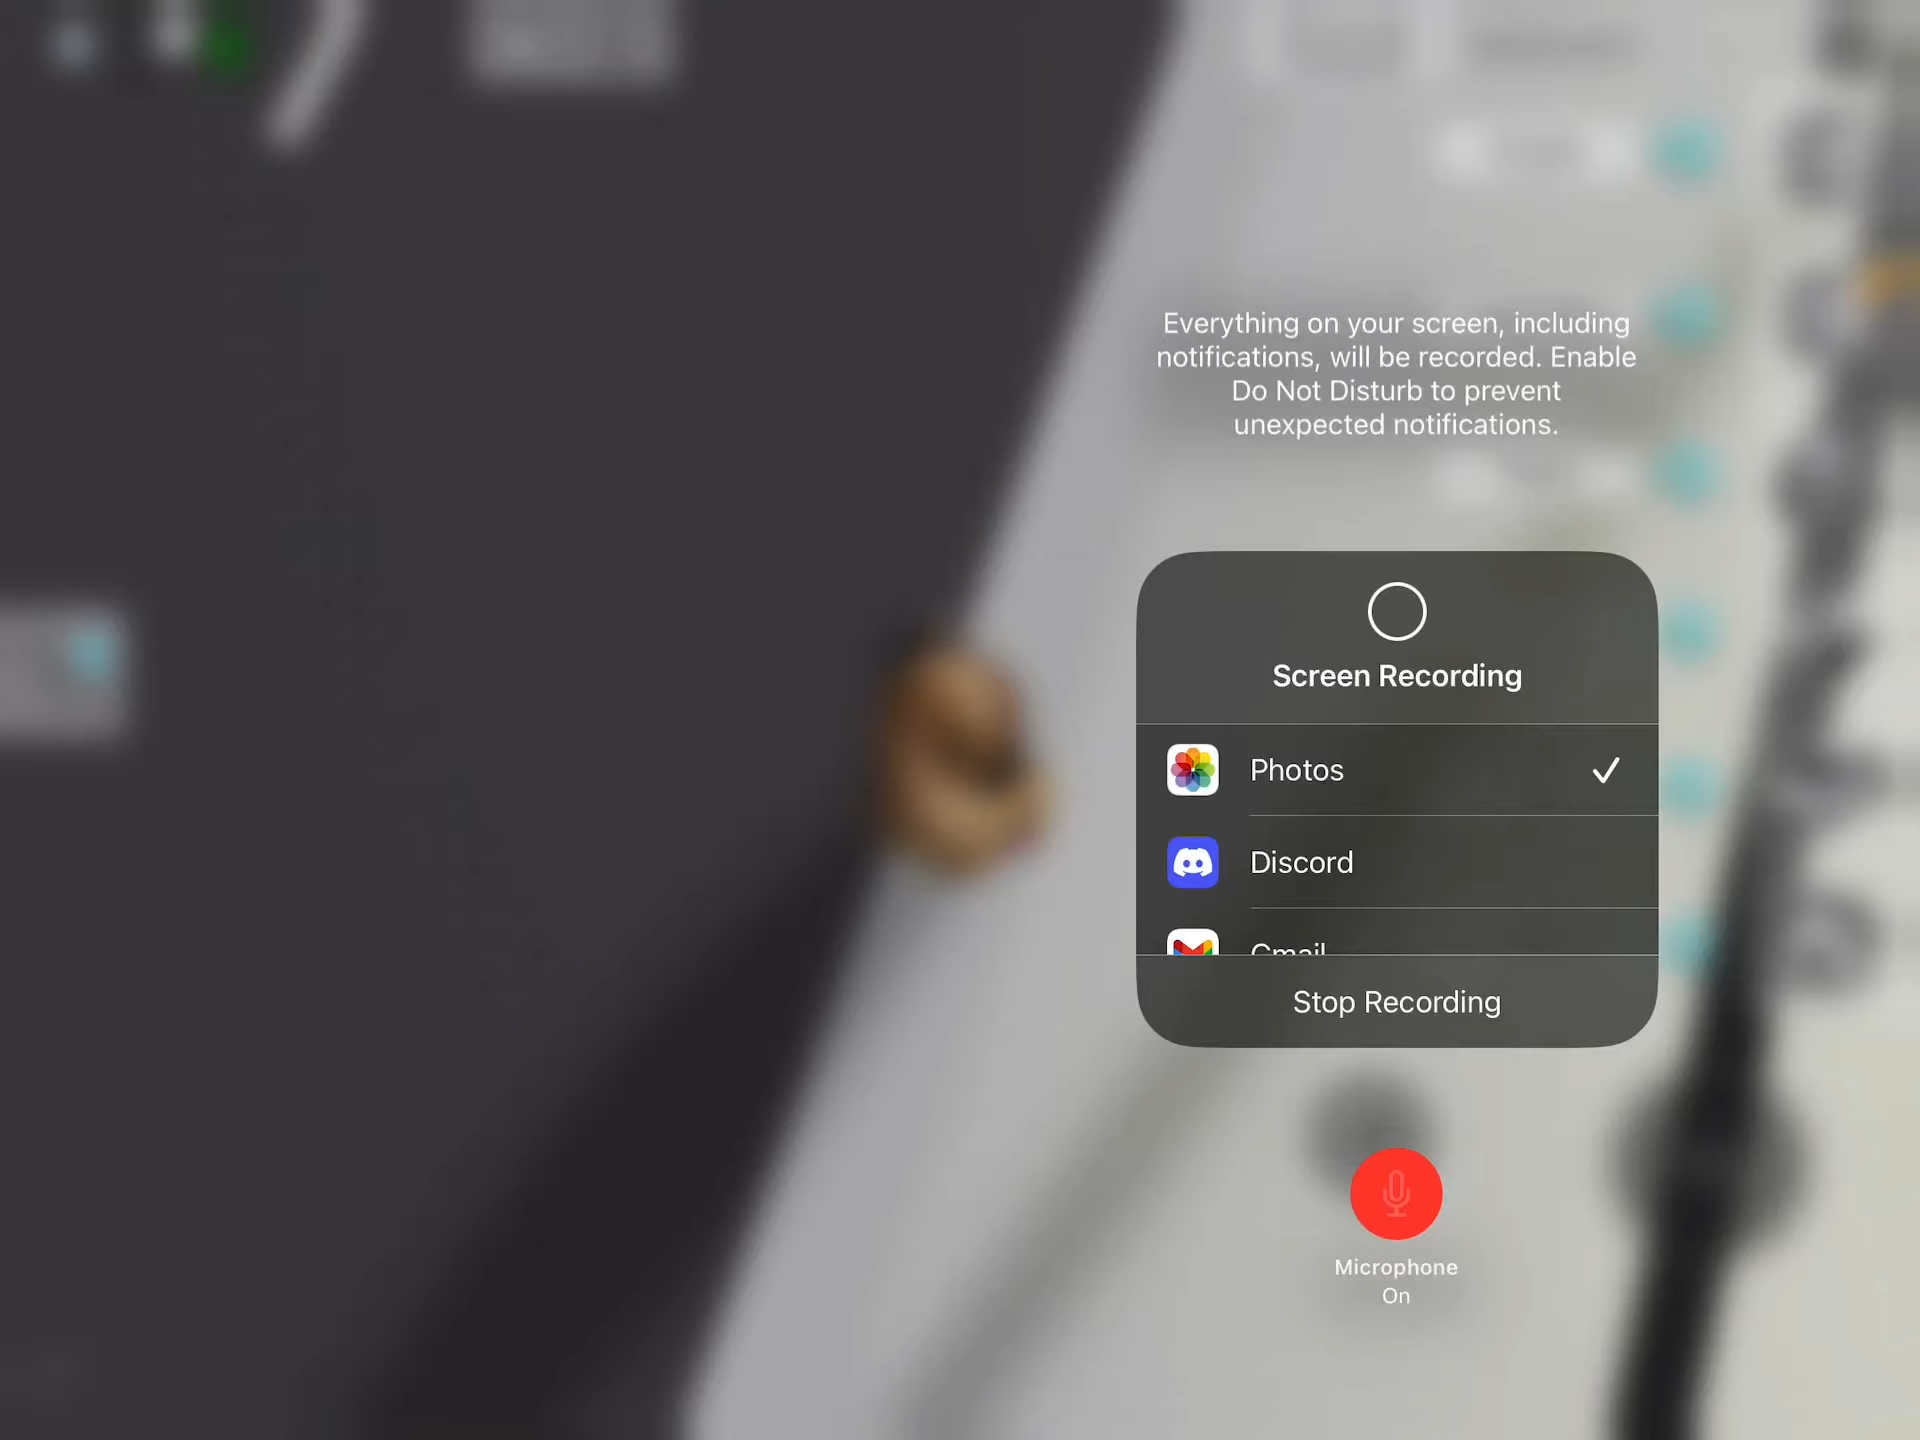 Everything on your screen, including
notifications, will be recorded. Enable
Do Not Disturb to prevent
unexpected notifications.
Screen Recording
Photos
Discord
Gmail
Stop Recording
Microphone
On